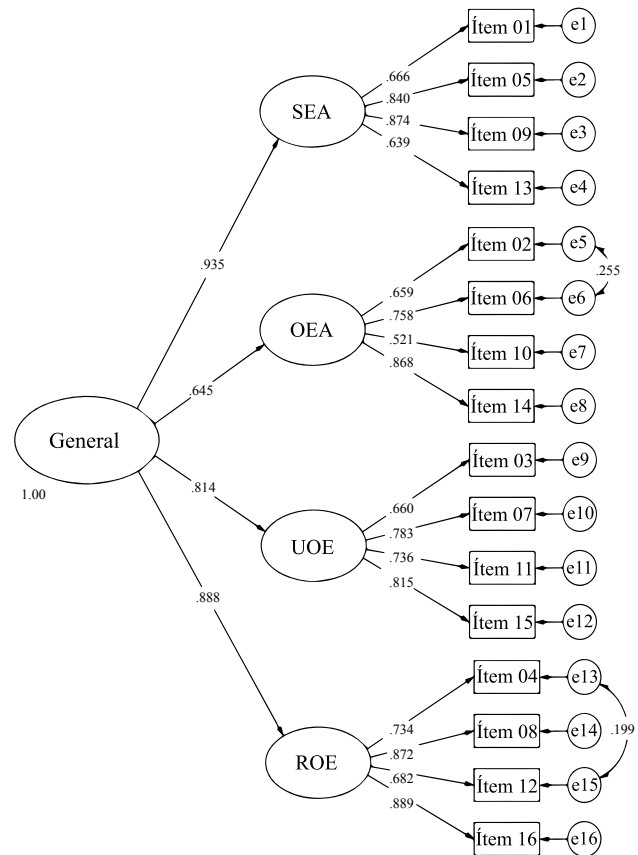 Ítem 01
e1
.666
Ítem 05
e2
.840
SEA
.874
Ítem 09
e3
.639
Ítem 13
e4
Ítem 02
e5
.935
.255
.659
Ítem 06
e6
.758
OEA
.521
Ítem 10
e7
.868
.645
Ítem 14
e8
General
Ítem 03
e9
.814
1.00
.660
Ítem 07
e10
.783
UOE
.736
Ítem 11
e11
.815
.888
Ítem 15
e12
Ítem 04
e13
.734
Ítem 08
e14
.199
.872
ROE
.682
Ítem 12
e15
.889
Ítem 16
e16